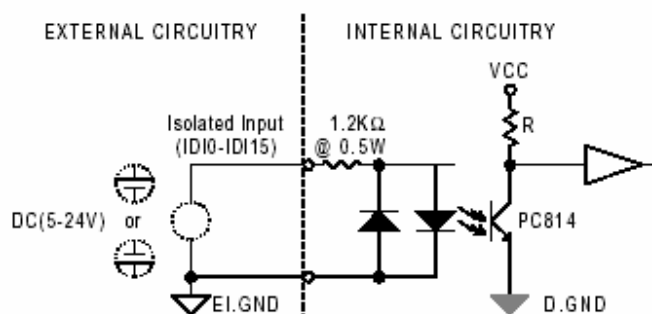 EXTERNAL CIRCUITRY
INTERNAL CIRCUITRY
VCC
Isolated Input
(IDI0-IDI15)
1.2KΩ
@ 0.5W
R
DC(5-24V)
or
PC814
EI.GND
D.GND